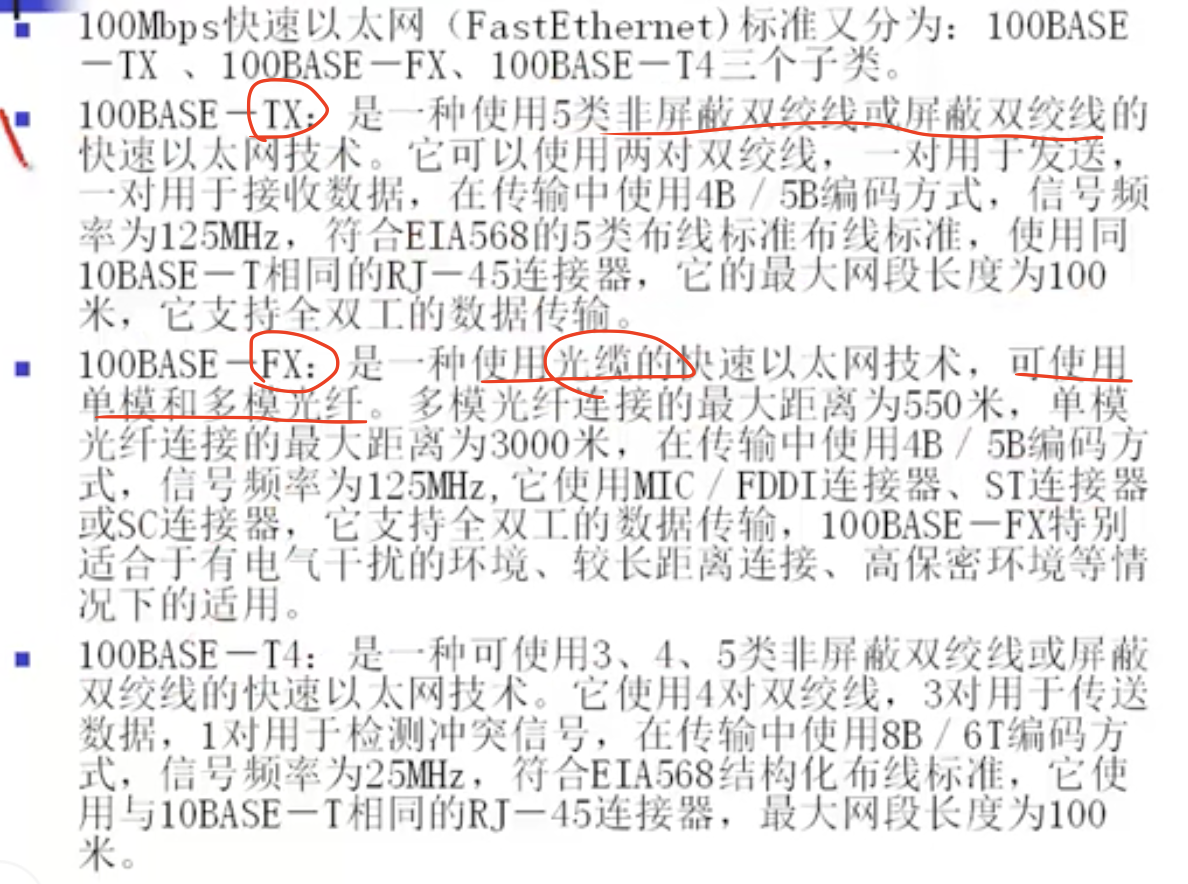 100Mbps快速以太网（FastEthernet)标准又分为：100BASE
－TX 、100BASE－FX、100BASE－T4三个子类。
100BASE－TX：是一种使用5类非屏蔽双绞线或屏蔽双绞线的
快速以太网技术。它可以使用两对双绞线，一对用于发送，
一对用于接收数据，在传输中使用4B／5B编码方式，信号频
率为125MHz，符合EIA568的5类布线标准布线标准，使用同
10BASE－T相同的RJ－45连接器，它的最大网段长度为100
米，它支持全双工的数据传输。
100BASE－FX：是一种使用光缆的快速以太网技术，可使用
单模和多模光纤。多模光纤连接的最大距离为550米，单模
光纤连接的最大距离为3000米，在传输中使用4B／5B编码方
式，信号频率为125MHz,它使用MIC／FDDI连接器、ST连接器
或SC连接器，它支持全双工的数据传输，100BASE－FX特别
适合于有电气干扰的环境、较长距离连接、高保密环境等情
况下的适用。
100BASE－T4：是一种可使用3、4、5类非屏蔽双绞线或屏蔽
双绞线的快速以太网技术。它使用4对双绞线，3对用于传送
数据，1对用于检测冲突信号，在传输中使用8B／6T编码方
式，信号频率为25MHz，符合EIA568结构化布线标准，它使
用与10BASE－T相同的RJ－45连接器，最大网段长度为100
米。